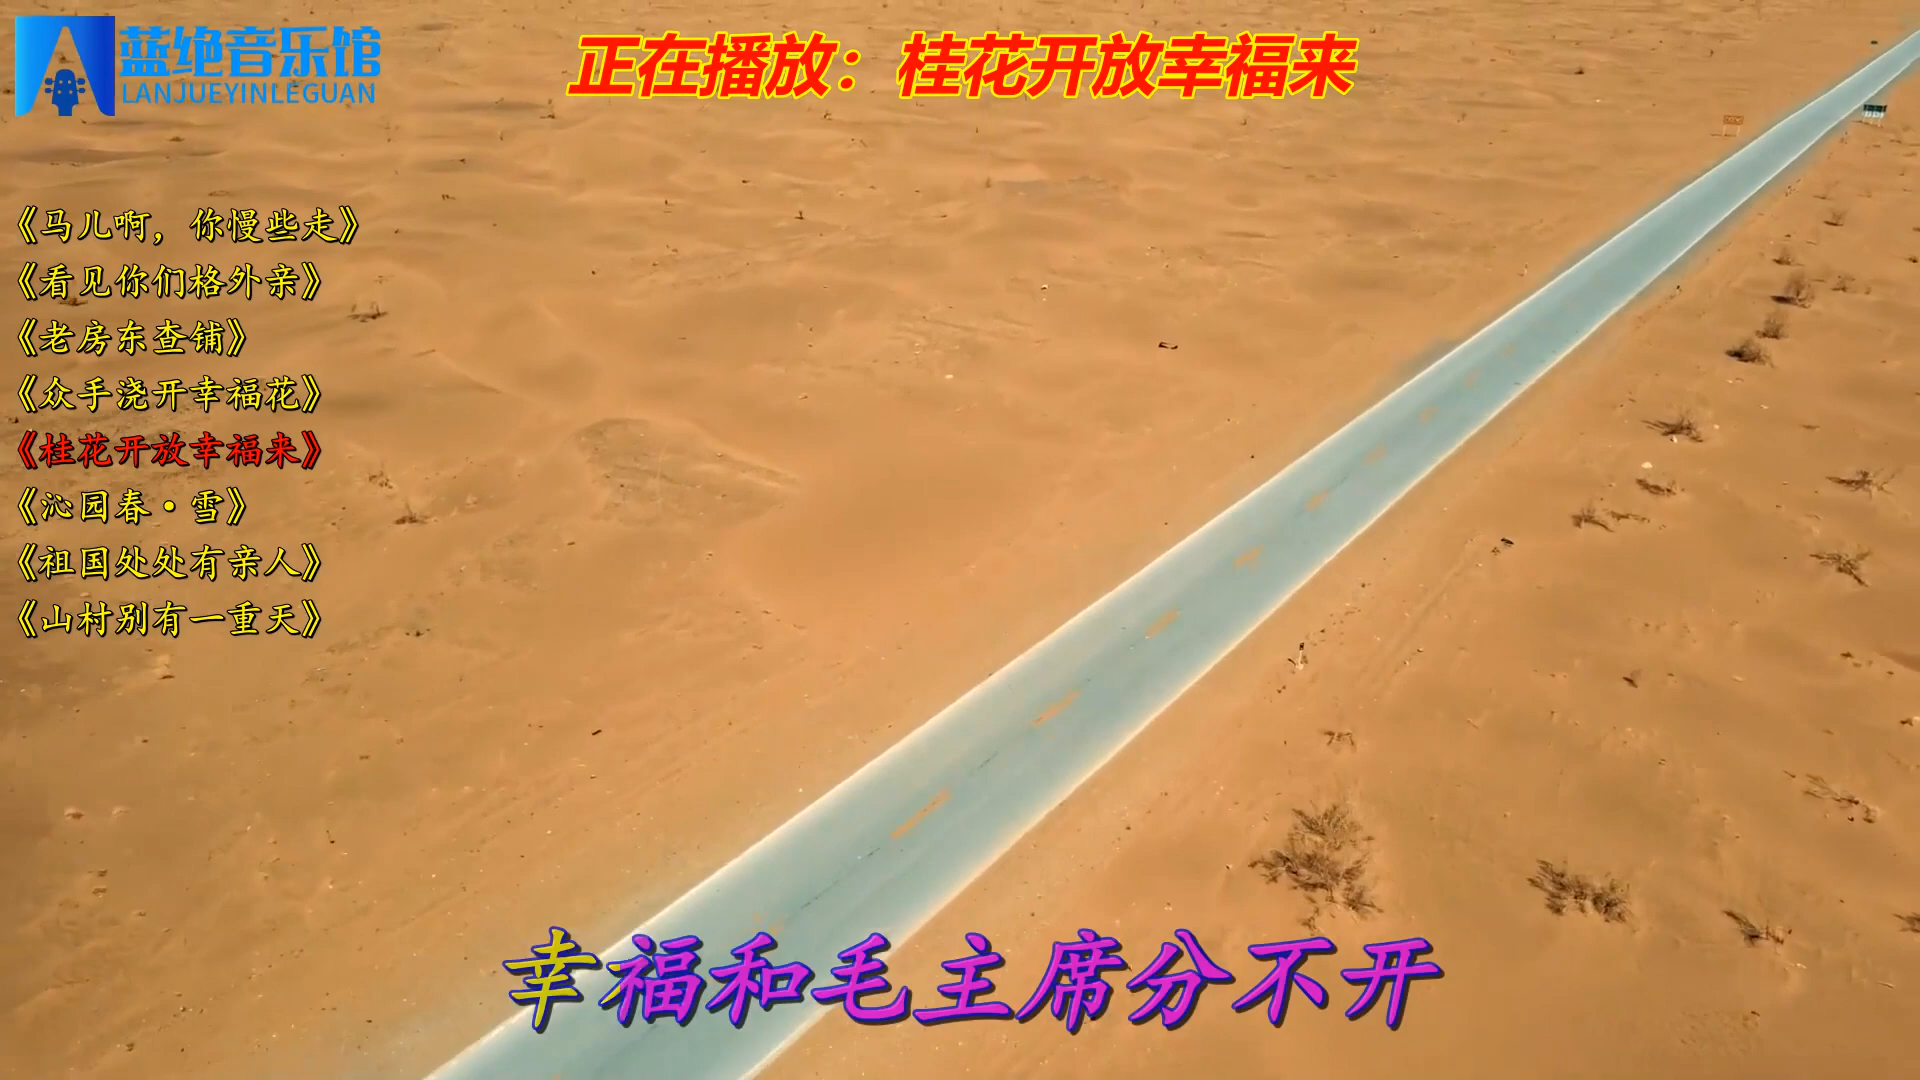 蓝绝音乐馆
LANJUEYINLEGUAN
正在播放：桂花开放幸福来
《马儿啊，你慢些走》
《看见你们格外亲》
《老房东查铺》
《众手浇开幸福花》
《桂花开放幸福来》
《沁园春·雪》
《祖国处处有亲人》
《山村别有一重天》
幸福和毛主席分不开